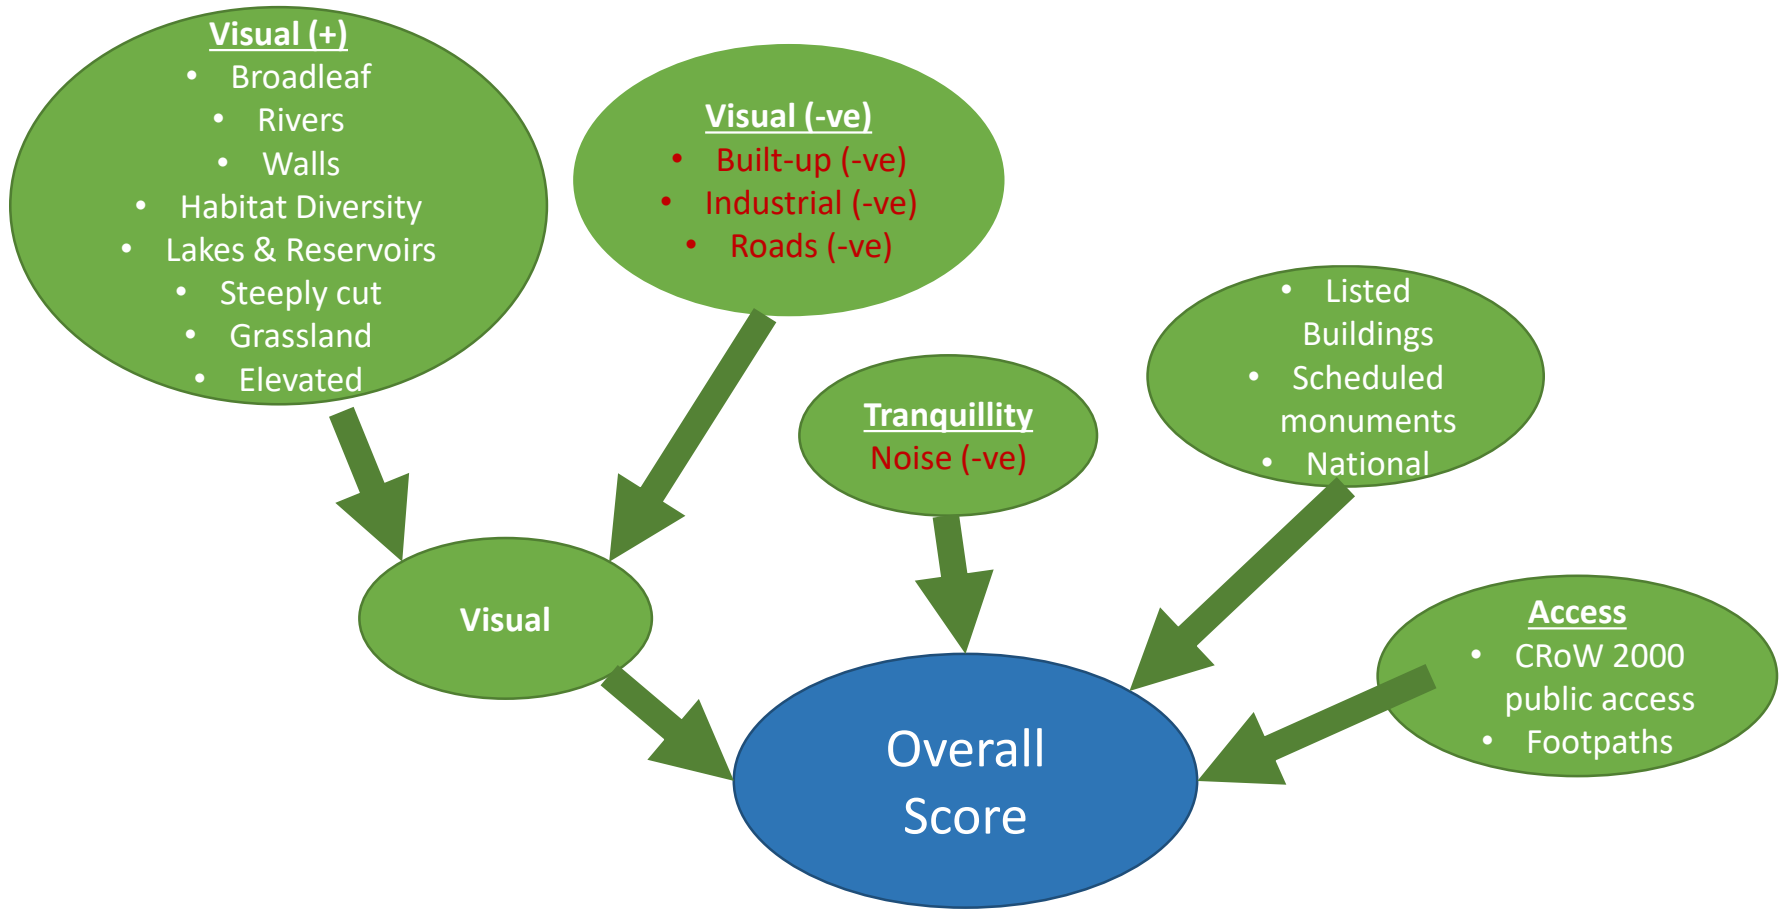 Visual (+)
• Broadleaf
• Rivers
• Walls
• Habitat Diversity
• Lakes & Reservoirs
• Steeply cut
• Grassland
• Elevated
Visual (-ve)
• Built-up (-ve)
• Industrial (-ve)
• Roads (-ve)
Tranquillity
Noise (-ve)
• Listed
Buildings
• Scheduled
monuments
• National
Access
• CRoW 2000
public access
• Footpaths
Visual
Overall
Score